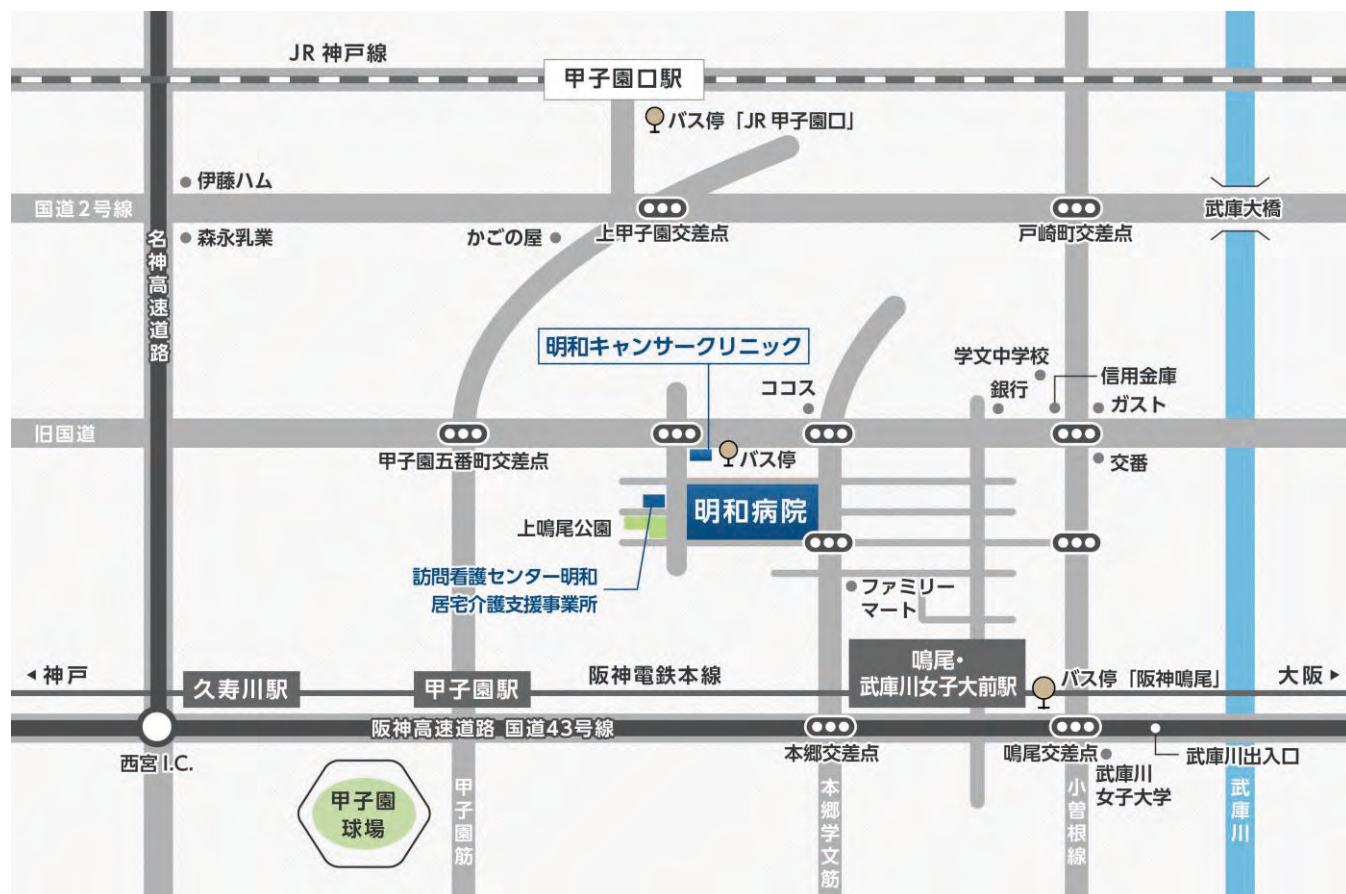 JR 神戸線
甲子園口駅
バス停「JR 甲子園口」
伊藤ハム
国道2号線
武庫大橋
名神高速道路
森永乳業
かごの屋
上甲子園交差点
戸崎町交差点
明和キャンサークリニック
学文中学校
信用金庫
ココス
銀行
ガスト
旧国道
甲子園五番町交差点
バス停
交番
明和病院
上鳴尾公園
訪問看護センター明和
居宅介護支援事業所
ファミリー
マート
鳴尾・
武庫川女子大前駅
◂神戸
久寿川駅
甲子園駅
阪神電鉄本線
バス停「阪神鳴尾」
大阪▸
阪神高速道路 国道43号線
西宮 I.C.
本郷交差点
鳴尾交差点
武庫川
女子大学
武庫川出入口
甲子園
球場
甲子園筋
本郷学文筋
小曽根線
武庫川